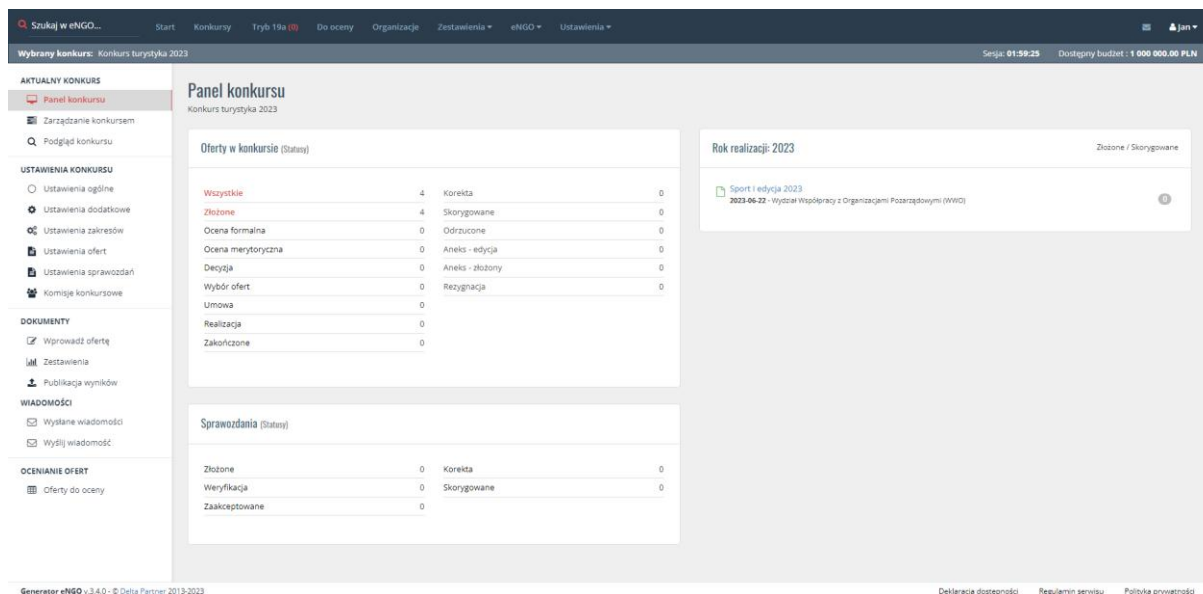 Szukaj w eNGO... Start Konkursy Tryb 19a (0) Do oceny Organizacje Zestawienia eNGO Ustawienia Jan
Wybrany konkurs: Konkurs turystyka 2023 Sesja: 01:59:25 Dostępny budżet : 1 000 000.00 PLN
AKTUALNY KONKURS
Panel konkursu
Zarządzanie konkursem
Podgląd konkursu
USTAWIENIA KONKURSU
Ustawienia ogólne
Ustawienia dodatkowe
Ustawienia zakresów
Ustawienia ofert
Ustawienia sprawozdań
Komisje konkursowe
DOKUMENTY
Wprowadź ofertę
Zestawienia
Publikacja wyników
WIADOMOŚCI
Wysłane wiadomości
Wyślij wiadomość
OCENIANIE OFERT
Oferty do oceny
Panel konkursu
Konkurs turystyka 2023
Oferty w konkursie (Statusy)
Wszystkie 4 Korekta 0
Złożone 4 Skorygowane 0
Ocena formalna 0 Odrzucone 0
Ocena merytoryczna 0 Aneks - edycja 0
Decyzja 0 Aneks - złożony 0
Wybór ofert 0 Rezygnacja 0
Umowa 0
Realizacja 0
Zakończone 0
Sprawozdania (Statusy)
Złożone 0 Korekta 0
Weryfikacja 0 Skorygowane 0
Zaakceptowane 0
Rok realizacji: 2023 Złożone / Skorygowane
Sport i edycja 2023
2023-06-22 - Wydział Współpracy z Organizacjami Pozarządowymi (WWO) 0
Generator eNGO v.3.4.0 - © Delta Partner 2013-2023 Deklaracja dostępności Regulamin serwisu Polityka prywatności